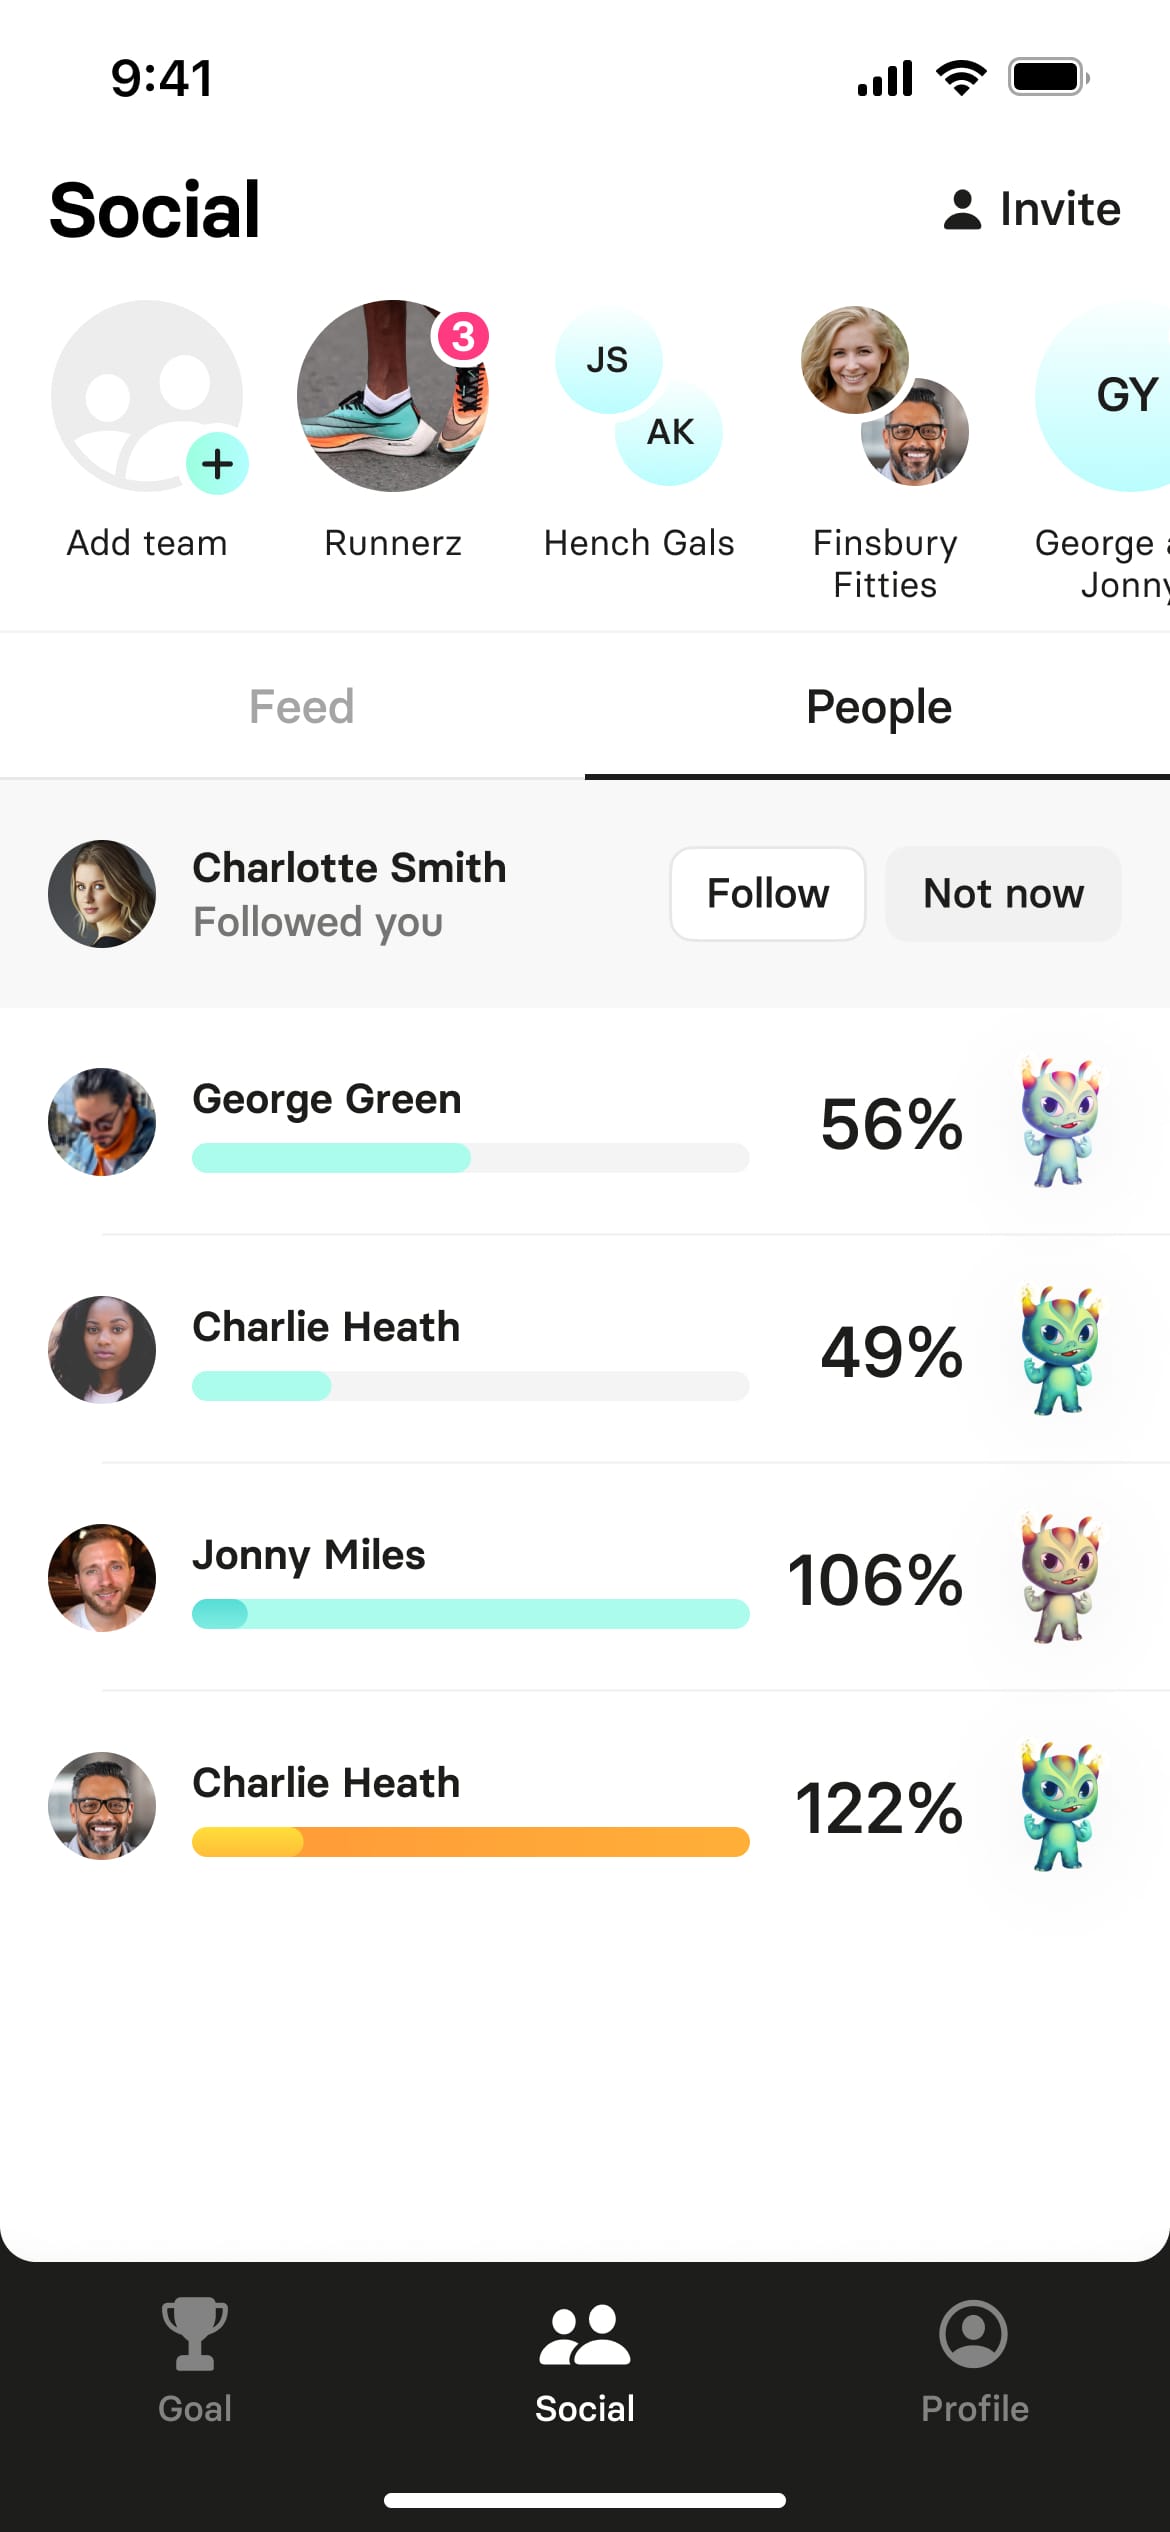 9:41
Social
Invite
3
JS
AK
GY
Add team
Runnerz
Hench Gals
Finsbury
Fitties
George a
Jonny
Feed
People
Charlotte Smith
Followed you
Follow
Not now
George Green
56%
Charlie Heath
49%
Jonny Miles
106%
Charlie Heath
122%
Goal
Social
Profile